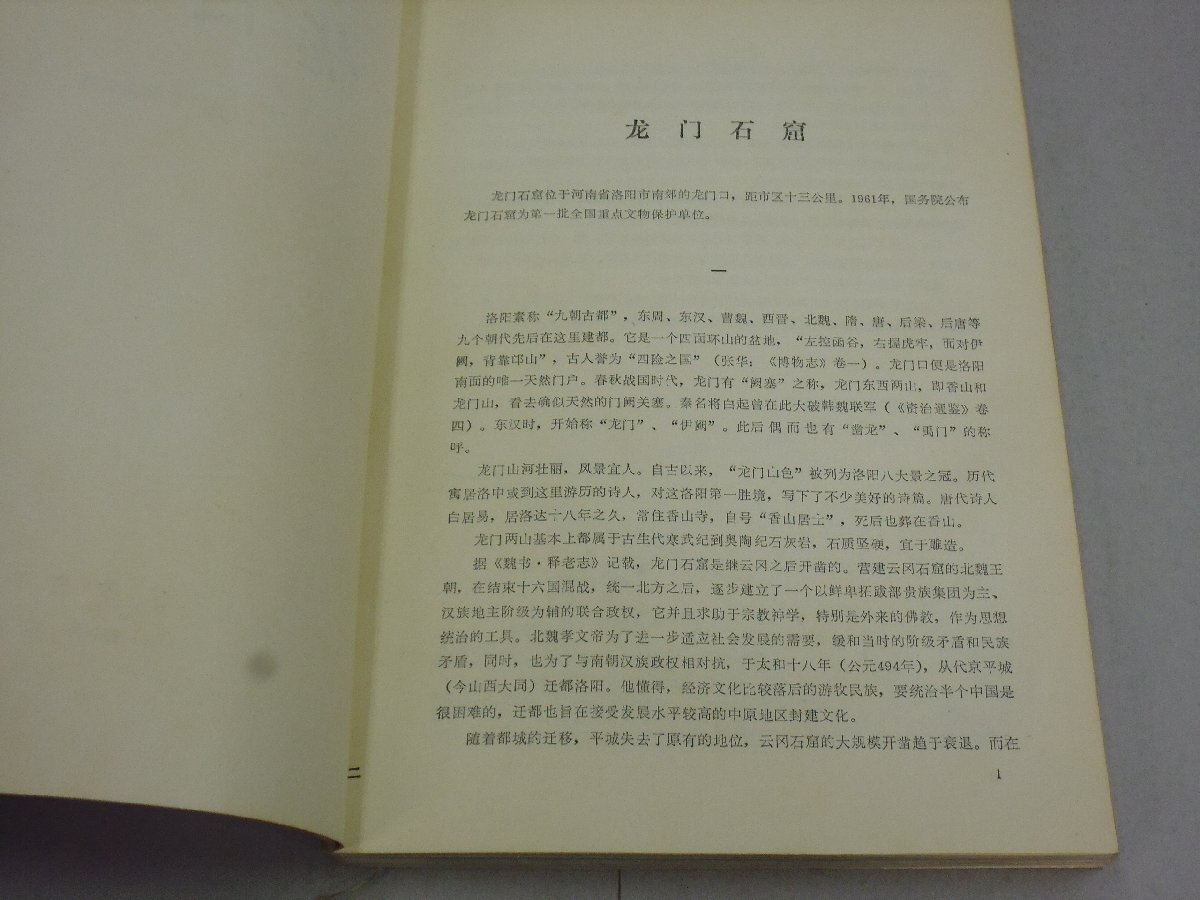 龙门石窟
龙门石窟位于河南省洛阳市南郊的龙门口，距市区十三公里。1961年，国务院公布
龙门石窟为第一批全国重点文物保护单位。
一
洛阳素称“九朝古都”，东周、东汉、曹魏、西晋、北魏、隋、唐、后梁、后唐等
九个朝代先后在这里建都。它是一个四面环山的盆地，“左控函谷，右握虎牢，面对伊
阙，背靠邙山”，古人誉为“四险之国”（张华：《博物志》卷一）。龙门口便是洛阳
南面的唯一天然门户。春秋战国时代，龙门有“阙塞”之称，龙门东西两山，即香山和
龙门山，看去确似天然的门阙关塞。秦名将白起曾在此大破韩魏联军（《资治通鉴》卷
四）。东汉时，开始称“龙门”、“伊阙”。此后偶而也有“凿龙”、“禹门”的称
呼。
龙门山河壮丽，风景宜人。自古以来，“龙门山色”被列为洛阳八大景之冠。历代
寓居洛中或到这里游历的诗人，对这洛阳第一胜境，写下了不少美好的诗篇。唐代诗人
白居易，居洛达十八年之久，常住香山寺，自号“香山居士”，死后也葬在香山。
龙门两山基本上都属于古生代寒武纪到奥陶纪石灰岩，石质坚硬，宜于雕造。
据《魏书·释老志》记载，龙门石窟是继云冈之后开凿的。营建云冈石窟的北魏王
朝，在结束十六国混战，统一北方之后，逐步建立了一个以鲜卑拓跋部贵族集团为主、
汉族地主阶级为辅的联合政权，它并且求助于宗教神学，特别是外来的佛教，作为思想
统治的工具。北魏孝文帝为了进一步适应社会发展的需要，缓和当时的阶级矛盾和民族
矛盾，同时，也为了与南朝汉族政权相对抗，于太和十八年（公元494年），从代京平城
（今山西大同）迁都洛阳。他懂得，经济文化比较落后的游牧民族，要统治半个中国是
很困难的，迁都也旨在接受发展水平较高的中原地区封建文化。
随着都城的迁移，平城失去了原有的地位，云冈石窟的大规模开凿趋于衰退。而在
1
二